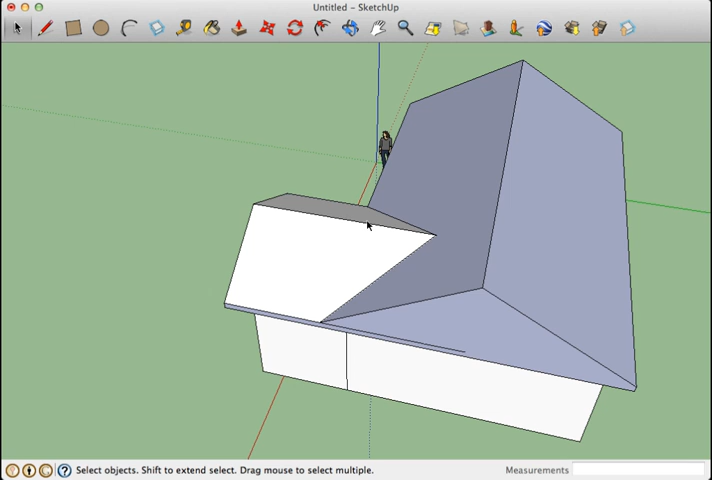 Untitled - SketchUp
Select objects. Shift to extend select. Drag mouse to select multiple.
Measurements